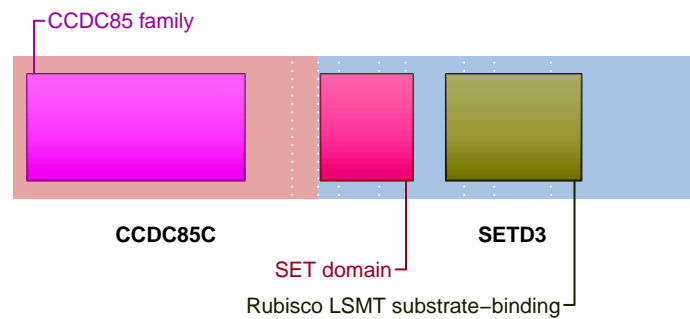 CCDC85 family
CCDC85C
SETD3
SET domain
Rubisco LSMT substrate−binding